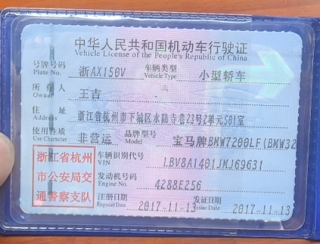 中华人民共和国机动车行驶证
Vehicle License of the People's Republic of China
号牌号码 浙AX150V 车辆类型 小型轿车
Plate No. Vehicle Type
所有人 王吉
Owner
住址 浙江省杭州市下城区水陆寺巷23号2单元501室
Address
使用性质 非营运 品牌型号 宝马牌BMW7200LF(BMW32
Use Character Model
浙江省杭州 车辆识别代号 LBV8A1401JMJ69631
VIN
市公安局交 发动机号码 4288E256
Engine No.
通警察支队 注册日期 2017-11-13 发证日期 2017-11-13
Register Date Issue Date